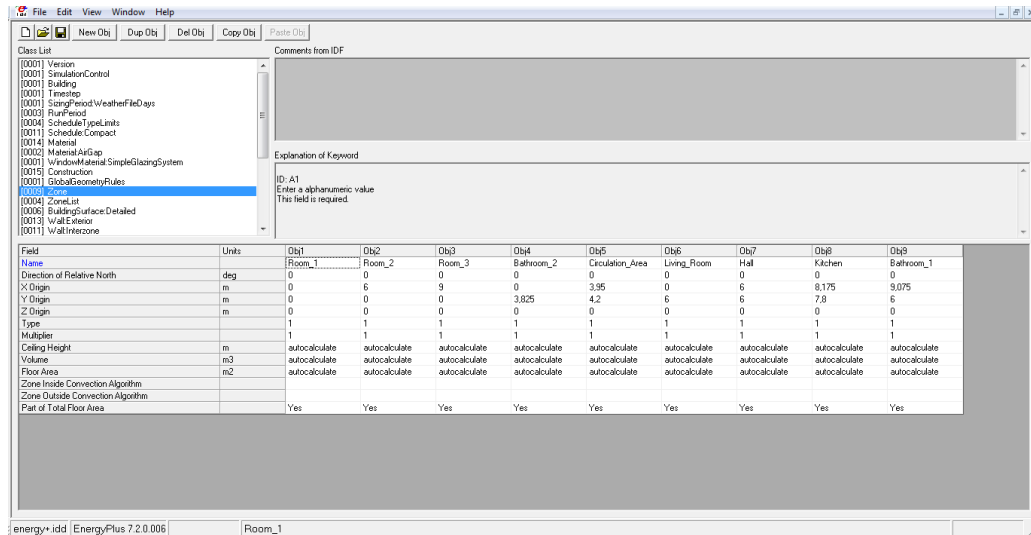 File Edit View Window Help
New Obj Dup Obj Del Obj Copy Obj Paste Obj
Class List
[0001] Version
[0001] SimulationControl
[0001] Building
[0001] Timestep
[0001] SizingPeriod:WeatherFileDays
[0003] RunPeriod
[0004] ScheduleTypeLimits
[0011] Schedule:Compact
[0014] Material
[0002] Material:AirGap
[0001] WindowMaterial:SimpleGlazingSystem
[0015] Construction
[0001] GlobalGeometryRules
[0009] Zone
[0004] ZoneList
[0006] BuildingSurface:Detailed
[0013] Wall:Exterior
[0011] Wall:Interzone
Comments from IDF
Explanation of Keyword
ID: A1
Enter a alphanumeric value
This field is required.
Field Units Obj1 Obj2 Obj3 Obj4 Obj5 Obj6 Obj7 Obj8 Obj9
Name Room_1 Room_2 Room_3 Bathroom_2 Circulation_Area Living_Room Hall Kitchen Bathroom_1
Direction of Relative North deg 0 0 0 0 0 0 0 0 0
X Origin m 0 6 9 0 3,95 0 6 8,175 9,075
Y Origin m 0 0 0 3,825 4,2 6 6 7,8 6
Z Origin m 0 0 0 0 0 0 0 0 0
Type 1 1 1 1 1 1 1 1 1
Multiplier 1 1 1 1 1 1 1 1 1
Ceiling Height m autocalculate autocalculate autocalculate autocalculate autocalculate autocalculate autocalculate autocalculate autocalculate
Volume m3 autocalculate autocalculate autocalculate autocalculate autocalculate autocalculate autocalculate autocalculate autocalculate
Floor Area m2 autocalculate autocalculate autocalculate autocalculate autocalculate autocalculate autocalculate autocalculate autocalculate
Zone Inside Convection Algorithm
Zone Outside Convection Algorithm
Part of Total Floor Area Yes Yes Yes Yes Yes Yes Yes Yes Yes
energy+.idd EnergyPlus 7.2.0.006 Room_1